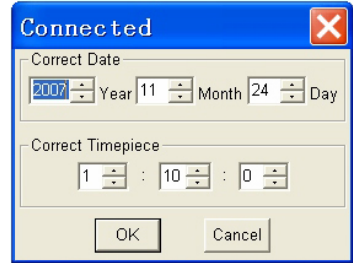 Connected
Correct Date
2007 Year 11 Month 24 Day
Correct Timepiece
1 : 10 : 0
OK Cancel